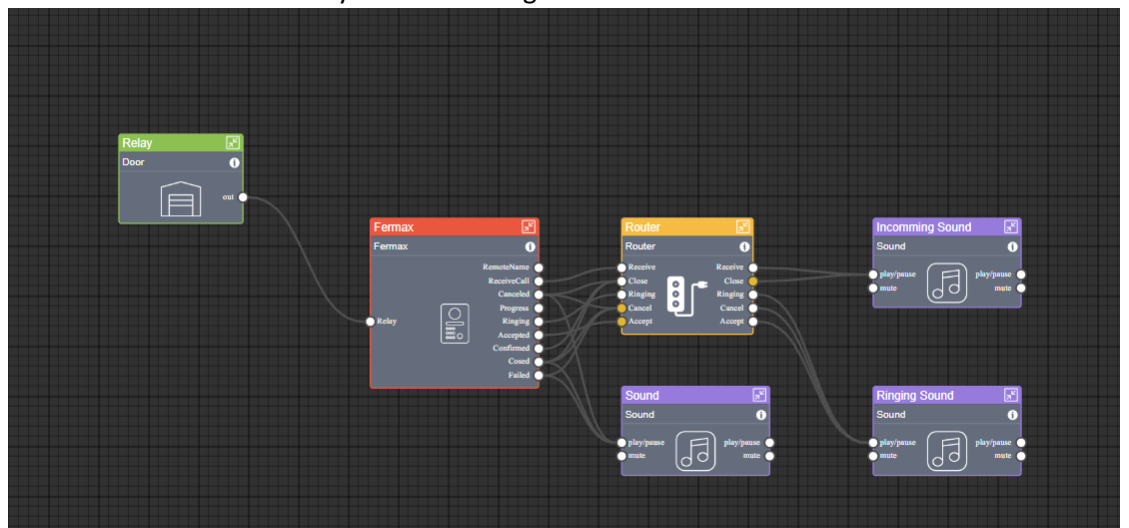 Relay
Door
out
Fermax
Fermax
RemoteName
ReceiveCall
Canceled
Progress
Relay
Ringing
Accepted
Confirmed
Cosed
Failed
Router
Router
Receive Receive
Close Close
Ringing Ringing
Cancel Cancel
Accept Accept
Incomming Sound
Sound
play/pause play/pause
mute mute
Sound
Sound
play/pause play/pause
mute mute
Ringing Sound
Sound
play/pause play/pause
mute mute